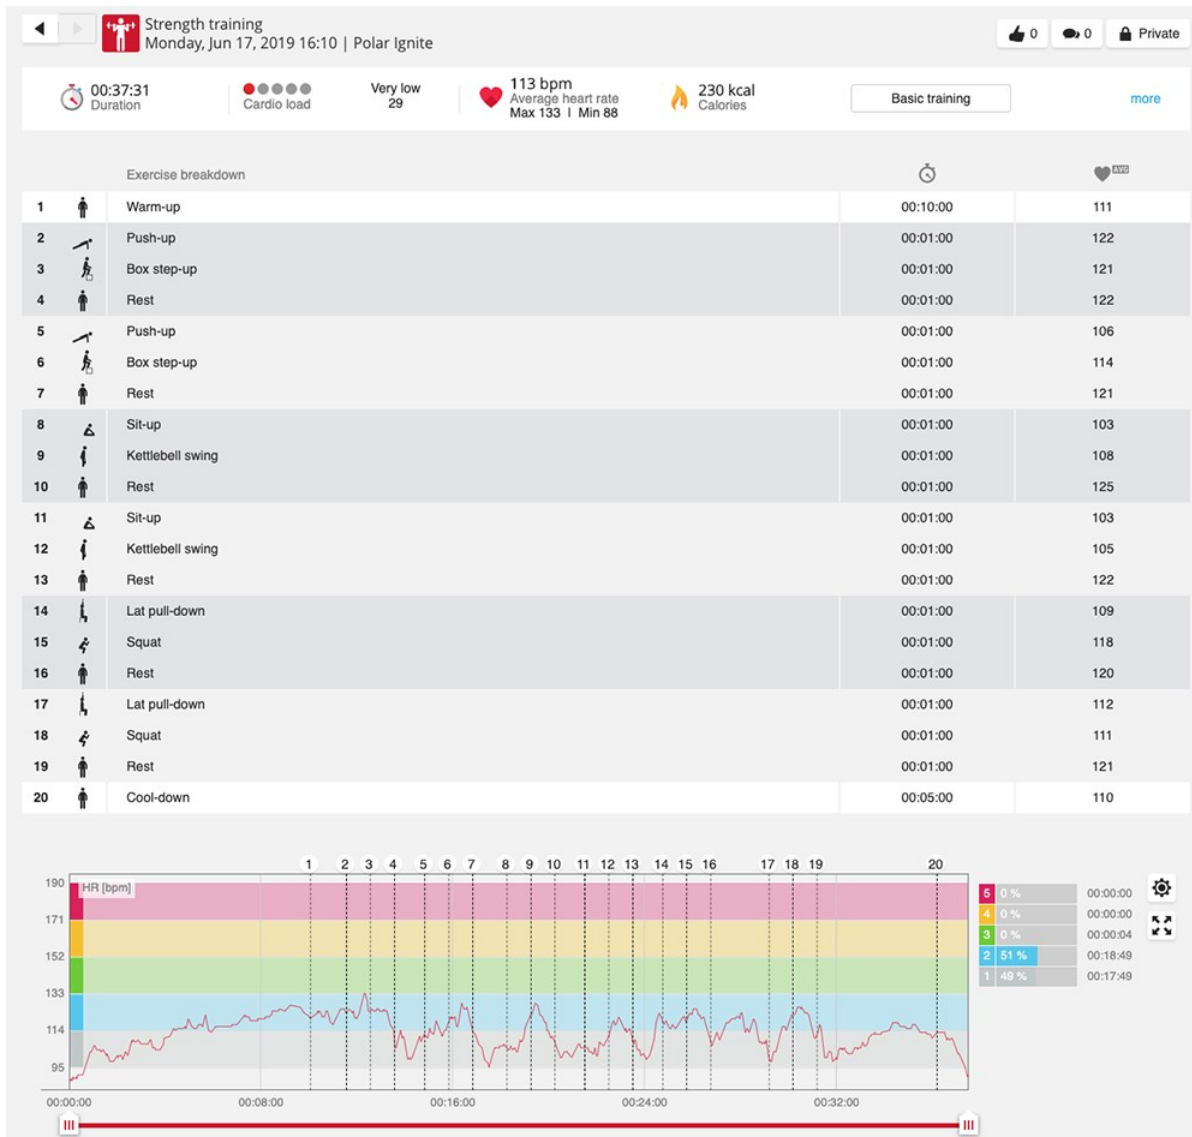 Strength training
Monday, Jun 17, 2019 16:10 | Polar Ignite
0 0 Private
00:37:31
Duration
Cardio load
Very low
29
113 bpm
Average heart rate
Max 133 | Min 88
230 kcal
Calories
Basic training
more
Exercise breakdown AVG
1 Warm-up 00:10:00 111
2 Push-up 00:01:00 122
3 Box step-up 00:01:00 121
4 Rest 00:01:00 122
5 Push-up 00:01:00 106
6 Box step-up 00:01:00 114
7 Rest 00:01:00 121
8 Sit-up 00:01:00 103
9 Kettlebell swing 00:01:00 108
10 Rest 00:01:00 125
11 Sit-up 00:01:00 103
12 Kettlebell swing 00:01:00 105
13 Rest 00:01:00 122
14 Lat pull-down 00:01:00 109
15 Squat 00:01:00 118
16 Rest 00:01:00 120
17 Lat pull-down 00:01:00 112
18 Squat 00:01:00 111
19 Rest 00:01:00 121
20 Cool-down 00:05:00 110
1 2 3 4 5 6 7 8 9 10 11 12 13 14 15 16 17 18 19 20
HR [bpm]
190
171
152
133
114
95
00:00:00 00:08:00 00:16:00 00:24:00 00:32:00
5 0 % 00:00:00
4 0 % 00:00:00
3 0 % 00:00:04
2 51 % 00:18:49
1 49 % 00:17:49